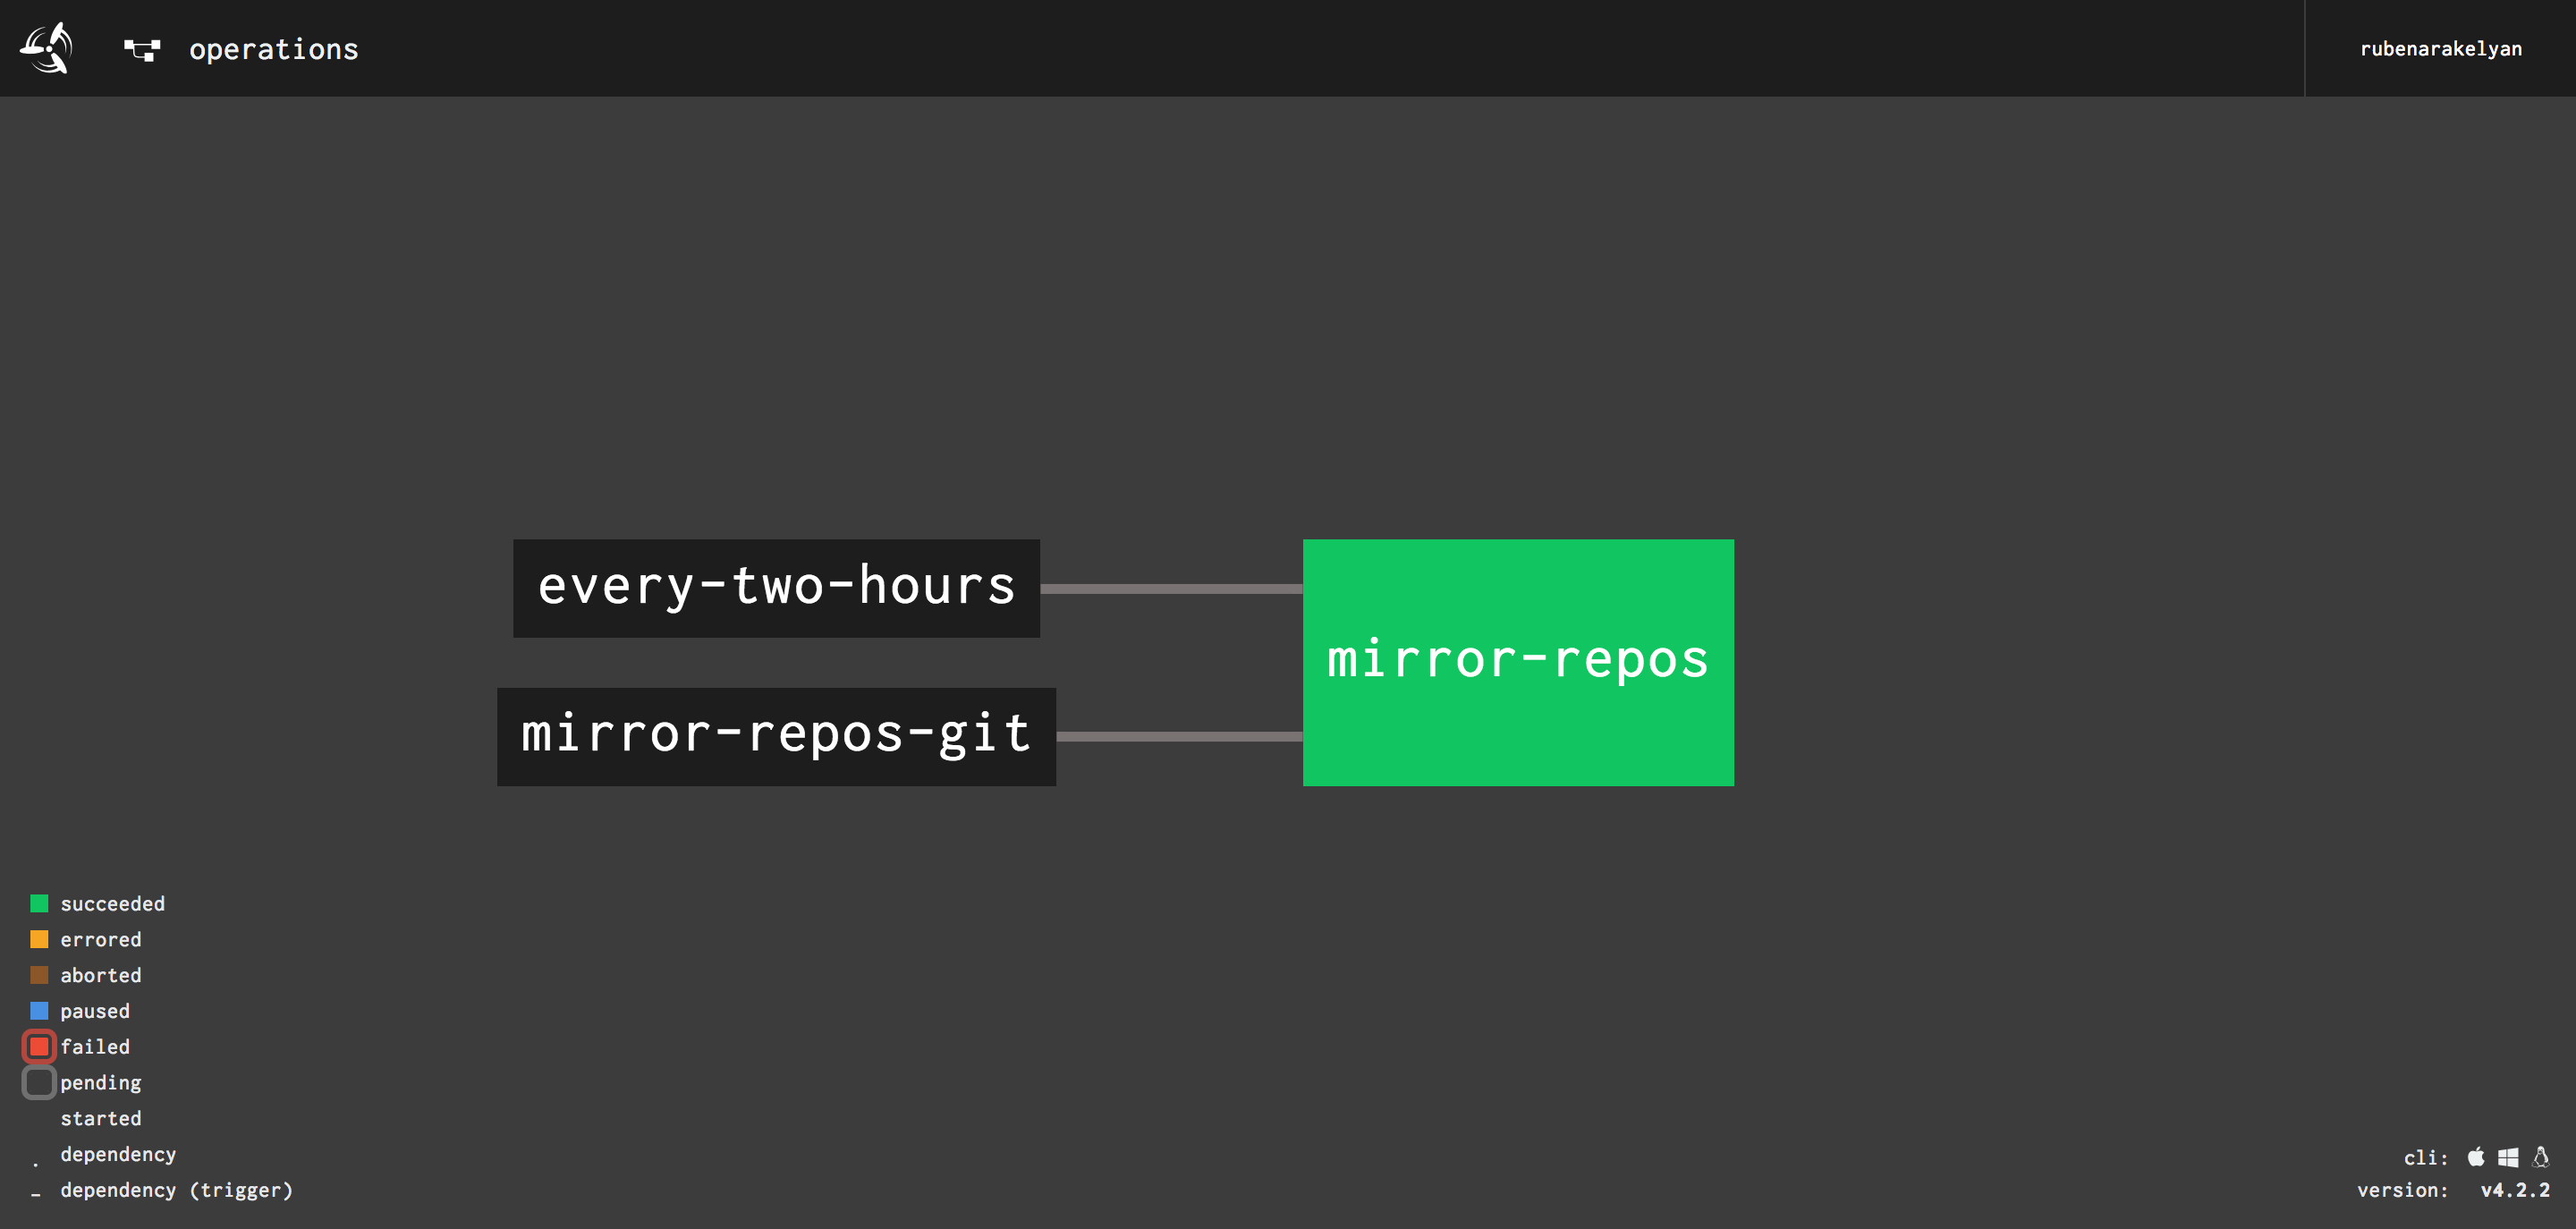 operations
rubenarakelyan
every-two-hours
mirror-repos
mirror-repos-git
succeeded
errored
aborted
paused
failed
pending
started
. dependency
- dependency (trigger)
cli:
version: v4.2.2